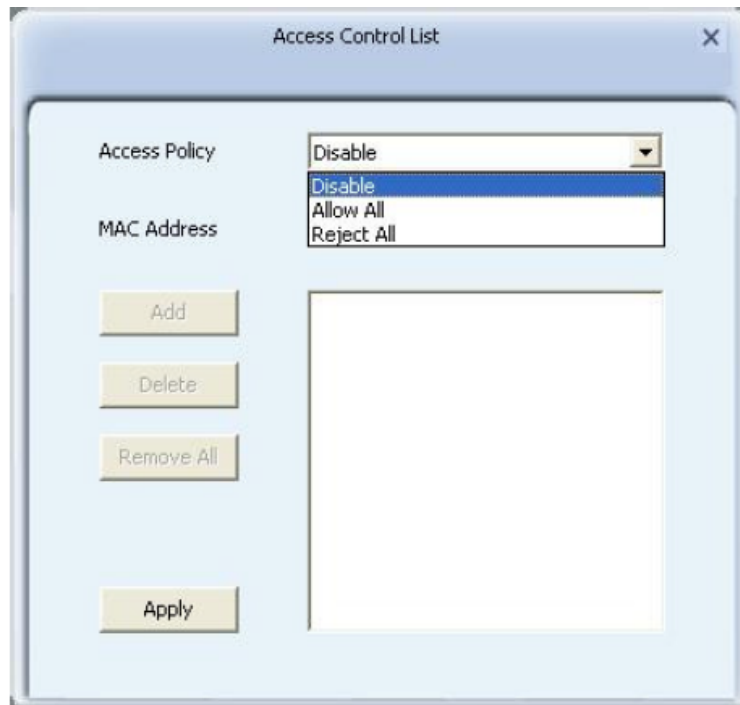 Access Control List
Access Policy
Disable
Disable
Allow All
Reject All
MAC Address
Add
Delete
Remove All
Apply